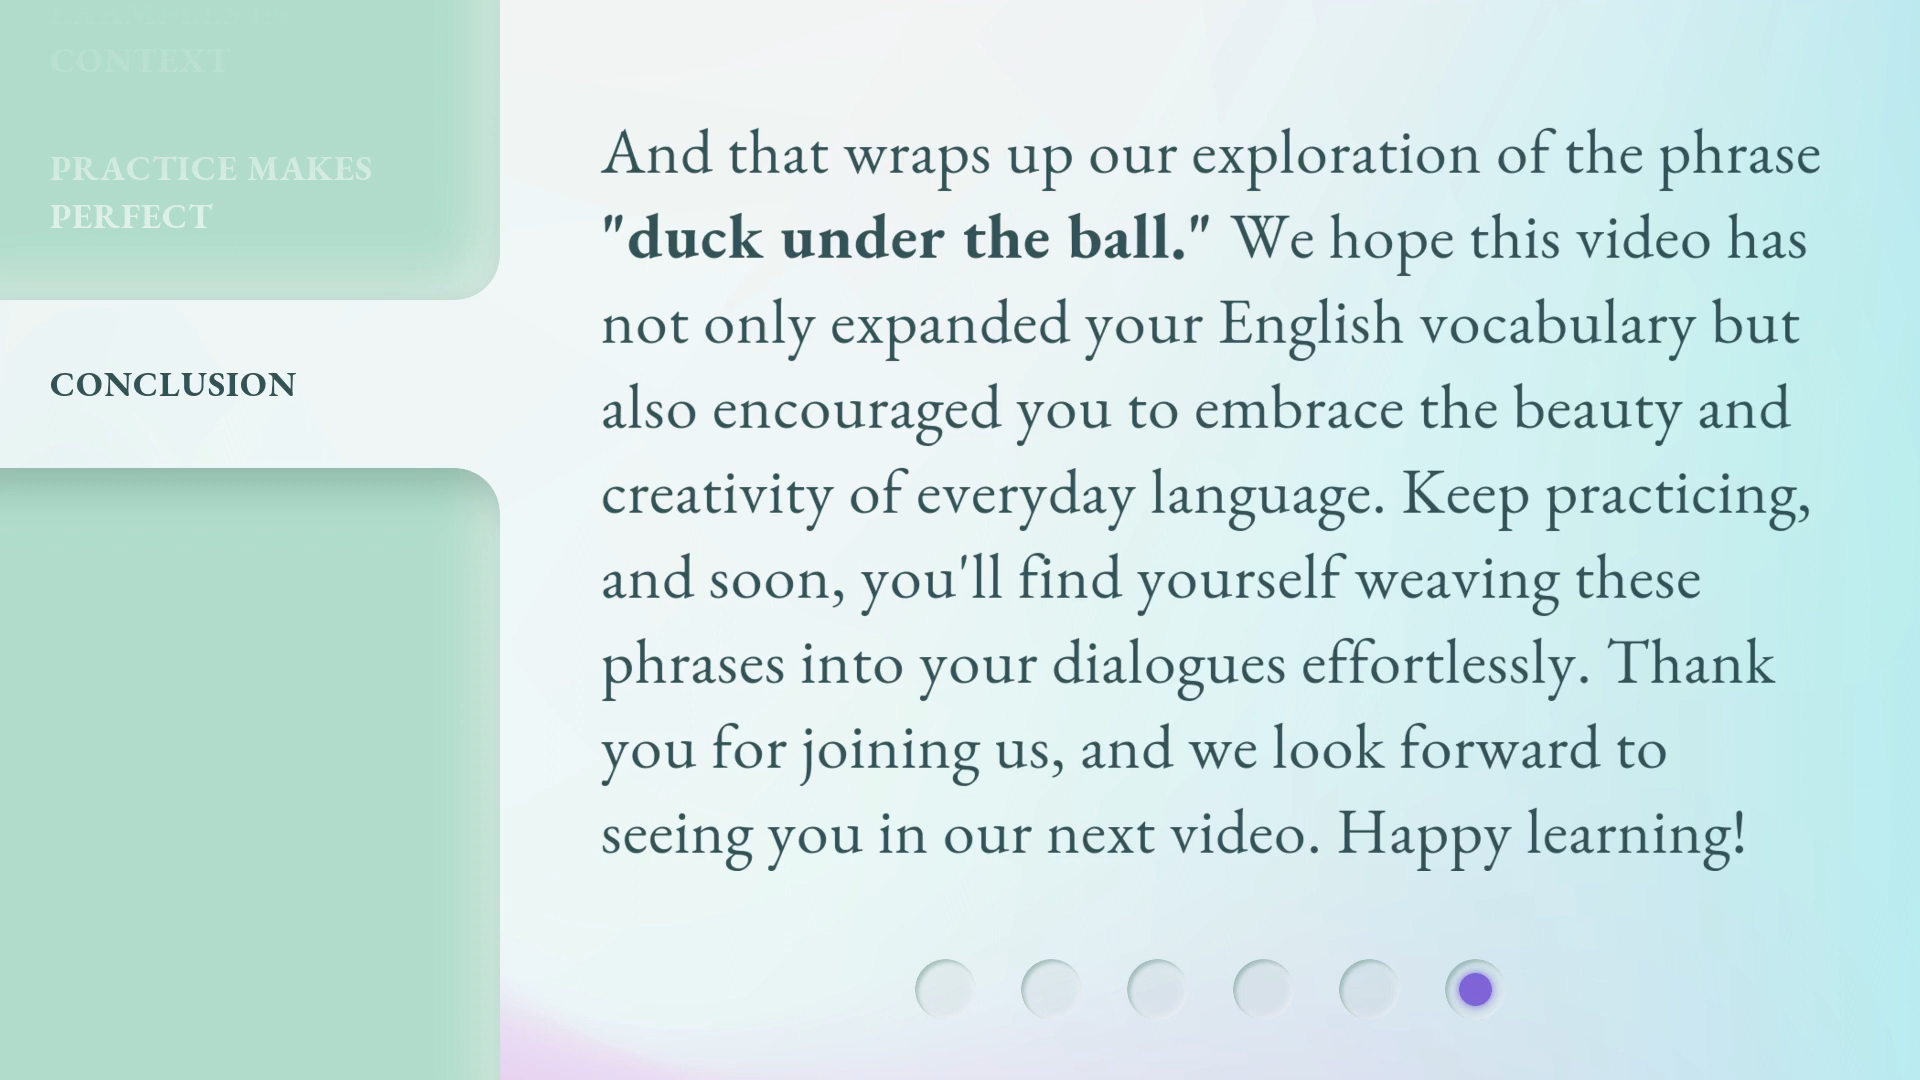 CONTEXT
PRACTICE MAKES
PERFECT
CONCLUSION
And that wraps up our exploration of the phrase
"duck under the ball." We hope this video has
not only expanded your English vocabulary but
also encouraged you to embrace the beauty and
creativity of everyday language. Keep practicing,
and soon, you'll find yourself weaving these
phrases into your dialogues effortlessly. Thank
you for joining us, and we look forward to
seeing you in our next video. Happy learning!